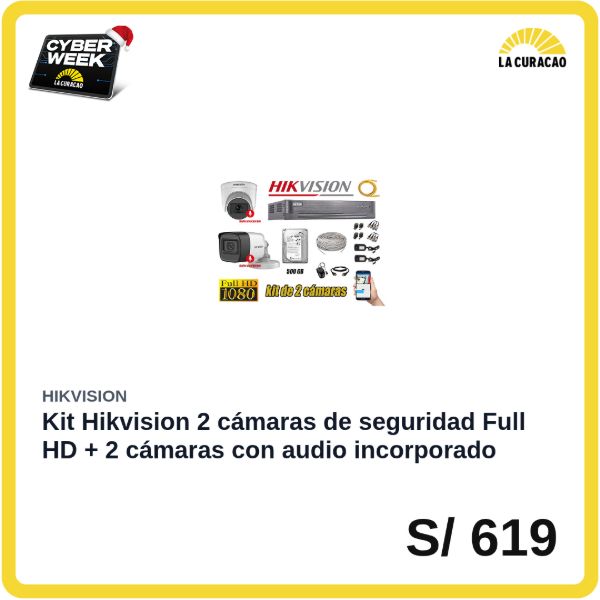 CYBER
WEEK
LA CURACAO
LA CURACAO
HIKVISION
500 GB
Full HD
1080
kit de 2 cámaras
HIKVISION
Kit Hikvision 2 cámaras de seguridad Full
HD + 2 cámaras con audio incorporado
S/ 619